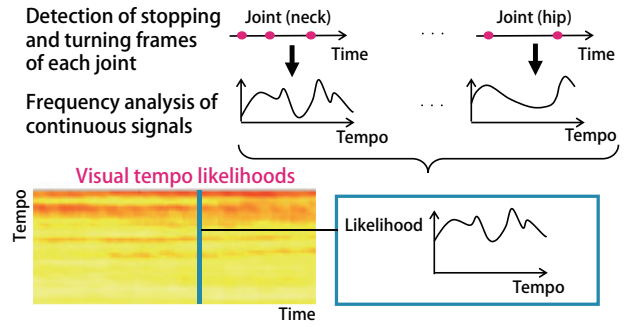 Detection of stopping
and turning frames
of each joint
Joint (neck)
Time
. . .
Joint (hip)
Time
Frequency analysis of
continuous signals
Tempo
. . .
Tempo
Visual tempo likelihoods
Tempo
Time
Likelihood
Tempo